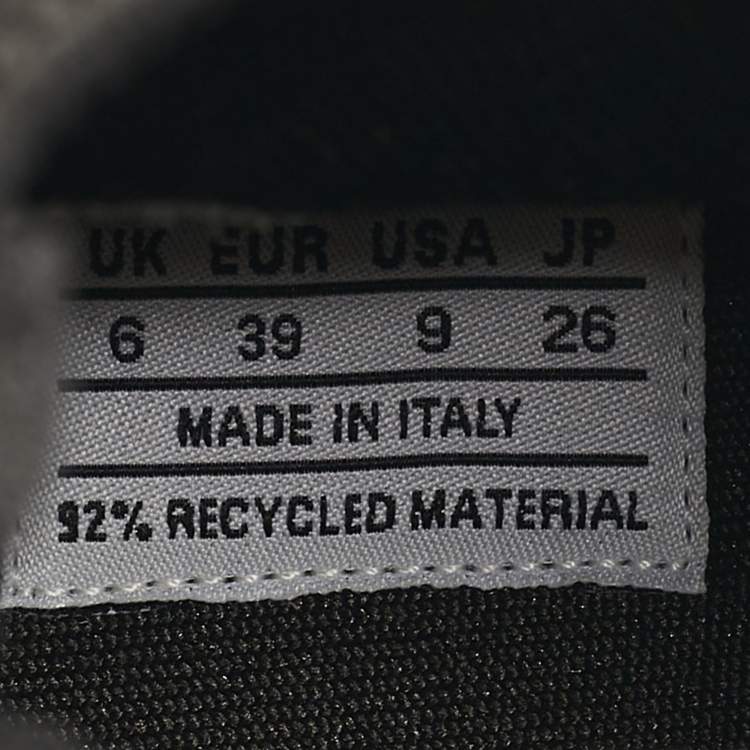 UK EUR USA JP
6 39 9 26
MADE IN ITALY
92% RECYCLED MATERIAL